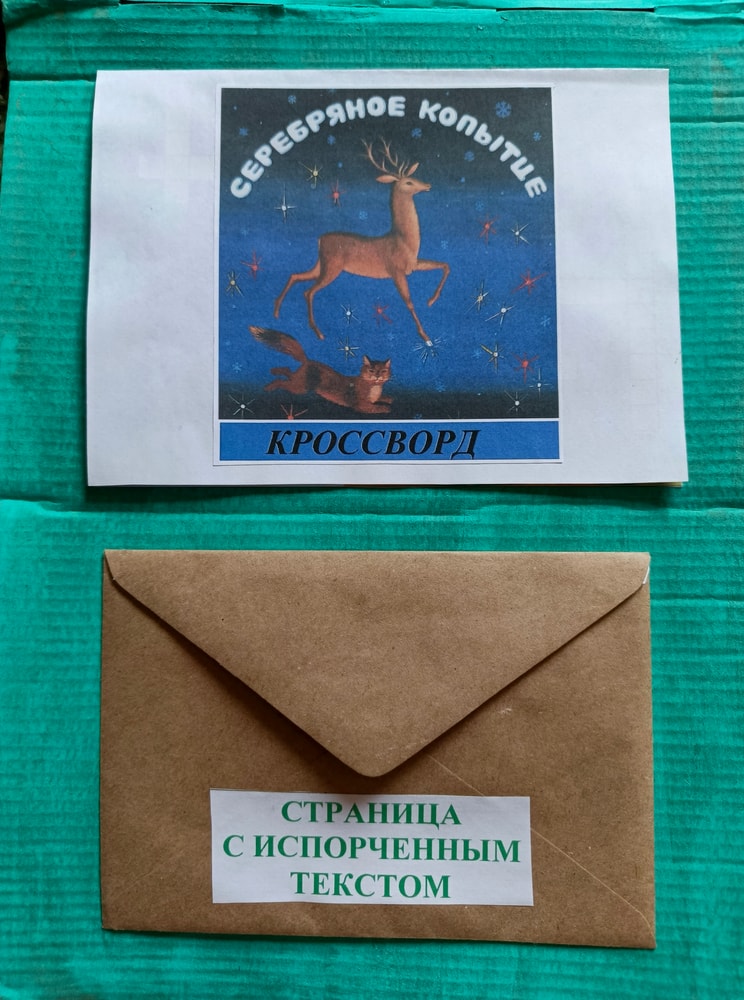 СЕРЕБРЯНОЕ КОПЫТЦЕ
КРОССВОРД
СТРАНИЦА
С ИСПОРЧЕННЫМ
ТЕКСТОМ